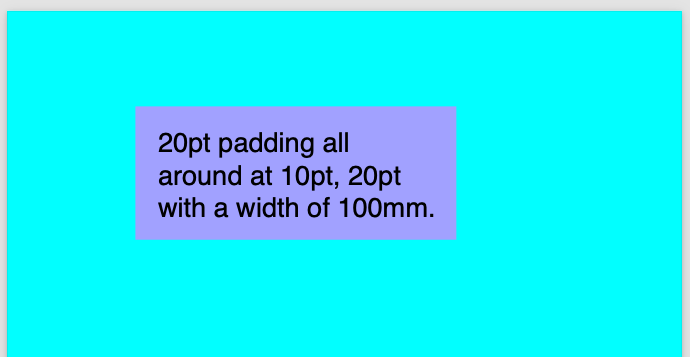 20pt padding all
around at 10pt, 20pt
with a width of 100mm.